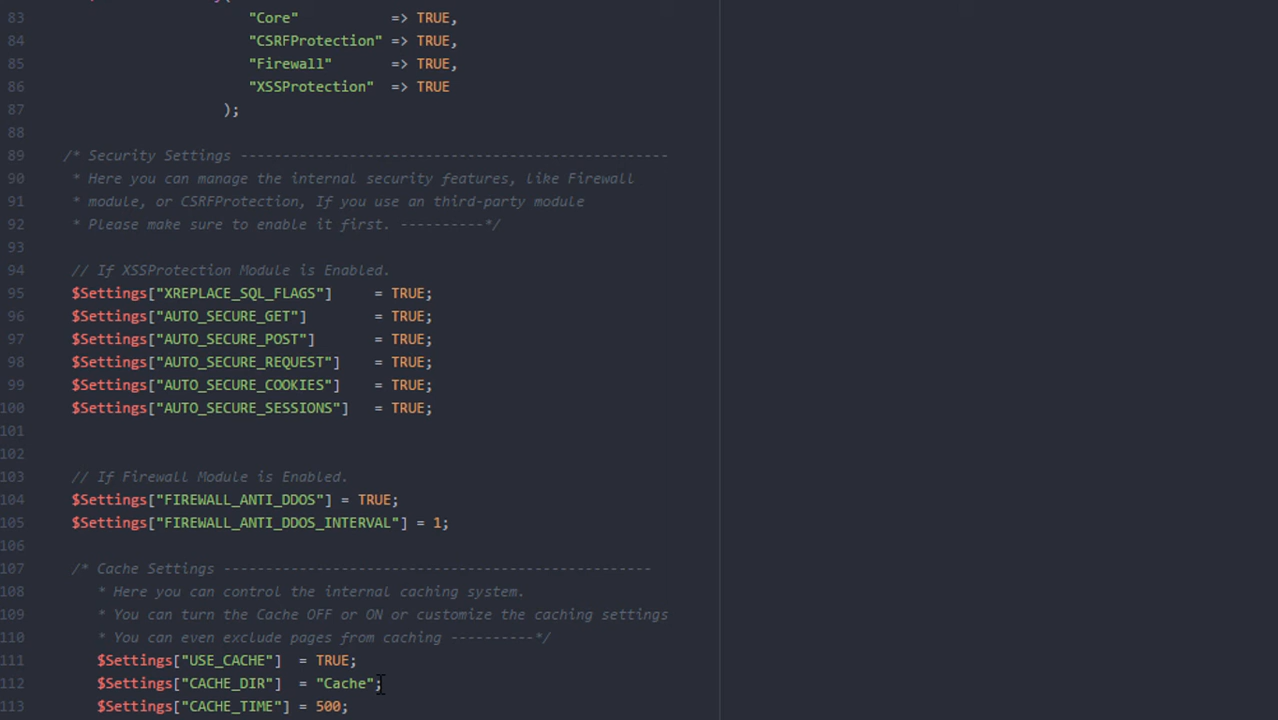 83 "Core" => TRUE,
84 "CSRFProtection" => TRUE,
85 "Firewall" => TRUE,
86 "XSSProtection" => TRUE
87 );
88
89 /* Security Settings ---------------------------------------------------
90 * Here you can manage the internal security features, like Firewall
91 * module, or CSRFProtection, If you use an third-party module
92 * Please make sure to enable it first. ----------*/
93
94 // If XSSProtection Module is Enabled.
95 $Settings["XREPLACE_SQL_FLAGS"] = TRUE;
96 $Settings["AUTO_SECURE_GET"] = TRUE;
97 $Settings["AUTO_SECURE_POST"] = TRUE;
98 $Settings["AUTO_SECURE_REQUEST"] = TRUE;
99 $Settings["AUTO_SECURE_COOKIES"] = TRUE;
100 $Settings["AUTO_SECURE_SESSIONS"] = TRUE;
101
102
103 // If Firewall Module is Enabled.
104 $Settings["FIREWALL_ANTI_DDOS"] = TRUE;
105 $Settings["FIREWALL_ANTI_DDOS_INTERVAL"] = 1;
106
107 /* Cache Settings ---------------------------------------------------
108 * Here you can control the internal caching system.
109 * You can turn the Cache OFF or ON or customize the caching settings
110 * You can even exclude pages from caching ----------*/
111 $Settings["USE_CACHE"] = TRUE;
112 $Settings["CACHE_DIR"] = "Cache";
113 $Settings["CACHE_TIME"] = 500;